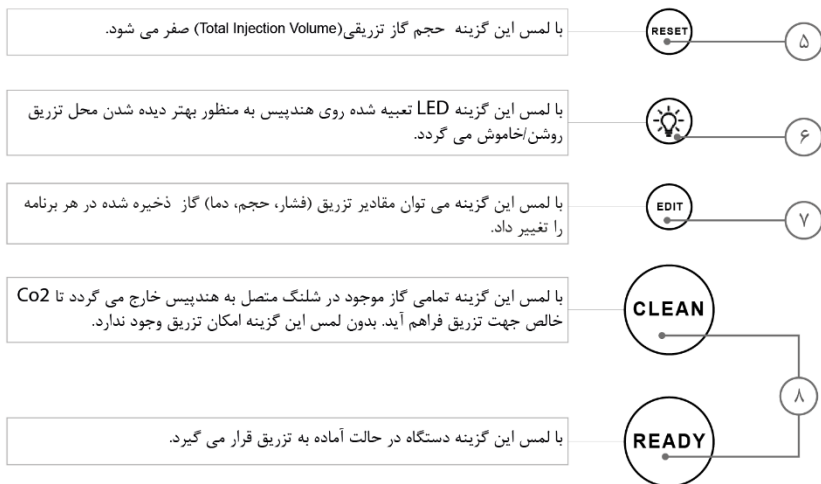 با لمس این گزینه حجم گاز تزریقی(Total Injection Volume) صفر می شود.
RESET
۵
با لمس این گزینه LED تعبیه شده روی هندپیس به منظور بهتر دیده شدن محل تزریق
روشن/خاموش می گردد.
۶
با لمس این گزینه می توان مقادیر تزریق (فشار، حجم، دما) گاز ذخیره شده در هر برنامه
را تغییر داد.
EDIT
۷
با لمس این گزینه تمامی گاز موجود در شلنگ متصل به هندپیس خارج می گردد تا Co2
خالص جهت تزریق فراهم آید. بدون لمس این گزینه امکان تزریق وجود ندارد.
CLEAN
۸
با لمس این گزینه دستگاه در حالت آماده به تزریق قرار می گیرد.
READY